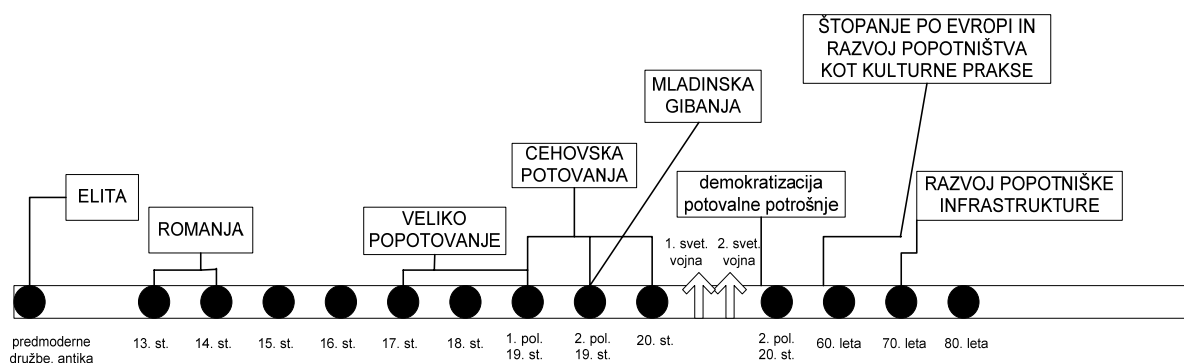 ŠTOPANJE PO EVROPI IN
RAZVOJ POPOTNIŠTVA
KOT KULTURNE PRAKSE
MLADINSKA
GIBANJA
CEHOVSKA
POTOVANJA
demokratizacija
potovalne potrošnje
RAZVOJ POPOTNIŠKE
INFRASTRUKTURE
ELITA
ROMANJA
VELIKO
POPOTOVANJE
1. svet.
vojna
2. svet.
vojna
predmoderne
družbe, antika
13. st.
14. st.
15. st.
16. st.
17. st.
18. st.
1. pol.
19. st.
2. pol.
19. st.
20. st.
2. pol.
20. st.
60. leta
70. leta
80. leta